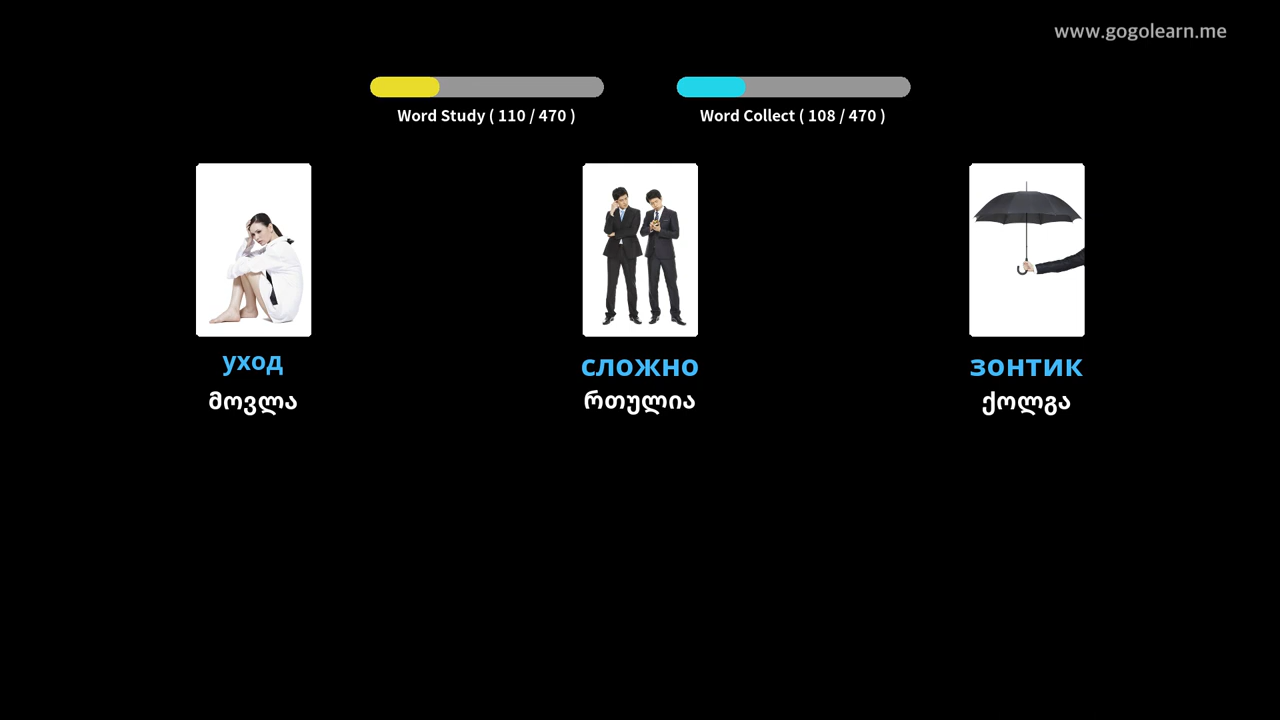 www.gogolearn.me
Word Study ( 110 / 470 )
Word Collect ( 108 / 470 )
уход
მოვლა
сложно
რთულია
зонтик
ქოლგა